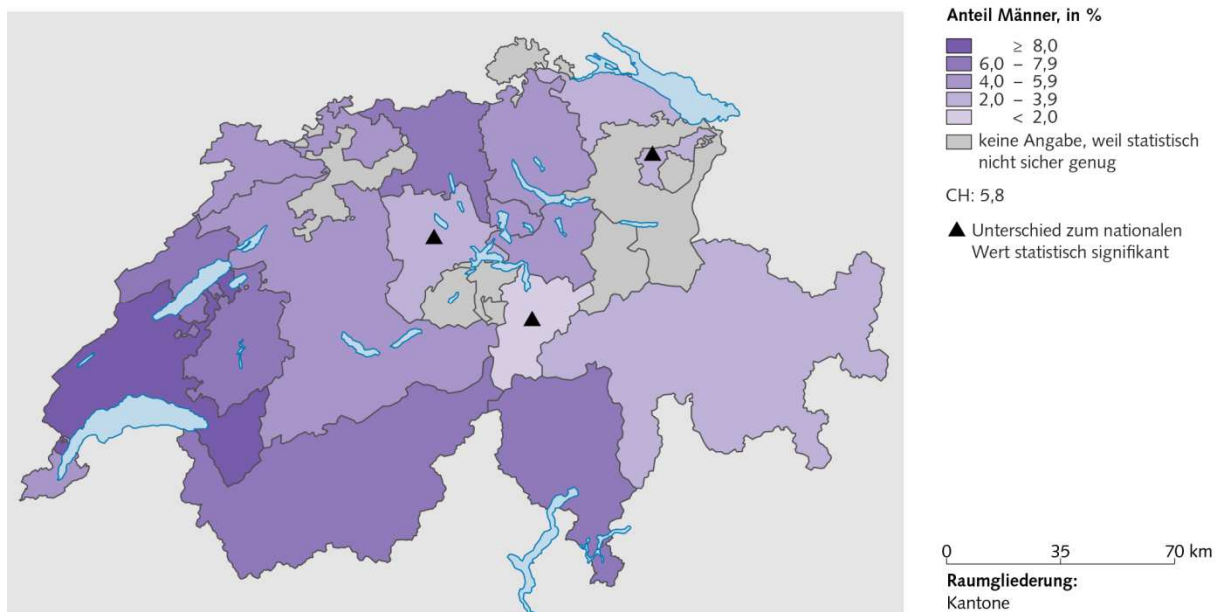 Anteil Männer, in %
≥ 8,0
6,0 – 7,9
4,0 – 5,9
2,0 – 3,9
< 2,0
keine Angabe, weil statistisch
nicht sicher genug
CH: 5,8
▲ Unterschied zum nationalen
Wert statistisch signifikant
0 35 70 km
Raumgliederung:
Kantone